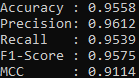 Accuracy : 0.9558
Precision: 0.9612
Recall   : 0.9539
F1-Score : 0.9575
MCC      : 0.9114